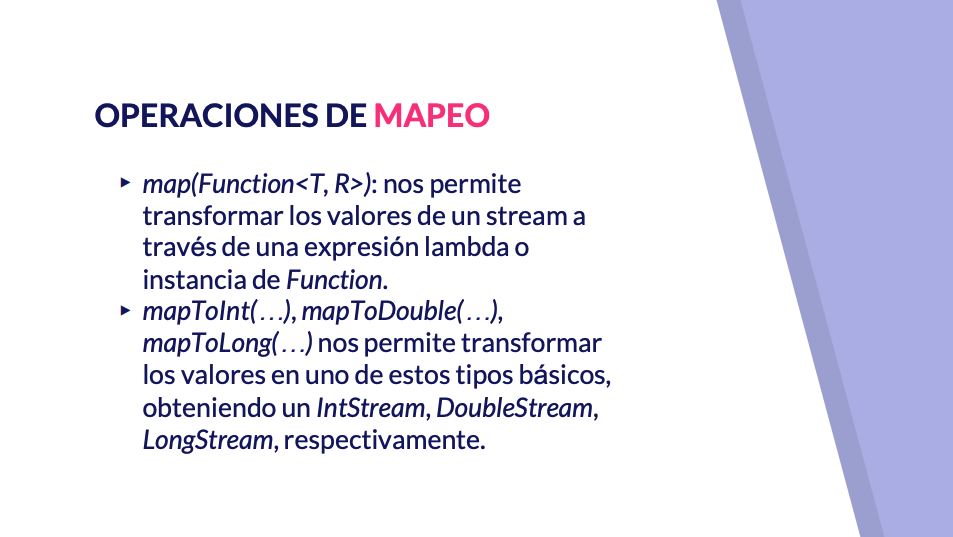 OPERACIONES DE MAPEO
▸ map(Function<T, R>): nos permite
transformar los valores de un stream a
través de una expresión lambda o
instancia de Function.
▸ mapToInt(…), mapToDouble(…),
mapToLong(…) nos permite transformar
los valores en uno de estos tipos básicos,
obteniendo un IntStream, DoubleStream,
LongStream, respectivamente.